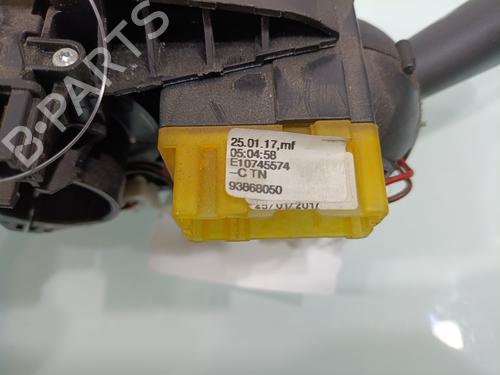 B-PARTS
25.01.17,mf
05:04:58
E10745574
-C TN
93868050
25/01/2017